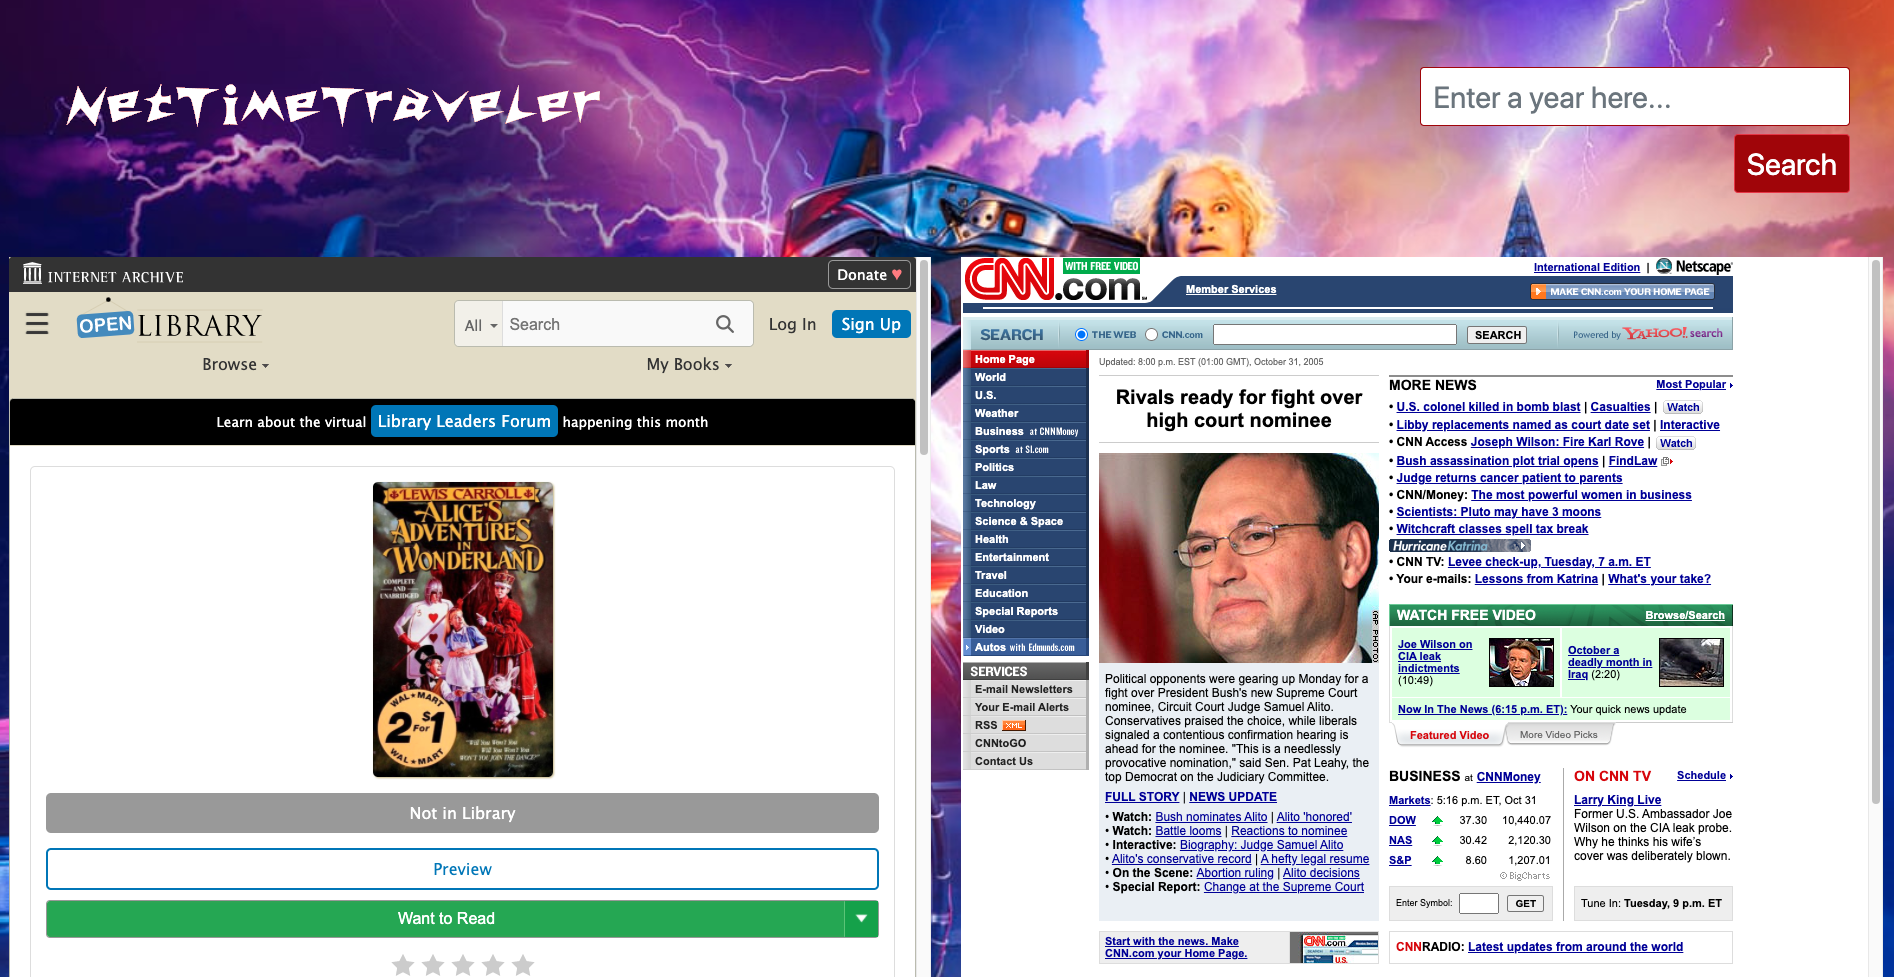 NetTimeTraveler
Enter a year here...
Search
INTERNET ARCHIVE
Donate ♥
OPEN LIBRARY
All
Search
Log In
Sign Up
Browse
My Books
Learn about the virtual Library Leaders Forum happening this month
LEWIS CARROLL
ALICE'S
ADVENTURES
IN
WONDERLAND
COMPLETE
AND
UNABRIDGED
WAL-MART
2 FOR $1
WAL-MART
"Will You Won't You
Will You Won't You
WON'T YOU JOIN THE DANCE?"
Not in Library
Preview
Want to Read
CNN.com
WITH FREE VIDEO
Member Services
International Edition | Netscape
MAKE CNN.com YOUR HOME PAGE
SEARCH
THE WEB
CNN.com
SEARCH
Powered by YAHOO! search
Home Page
World
U.S.
Weather
Business at CNNMoney
Sports at SI.com
Politics
Law
Technology
Science & Space
Health
Entertainment
Travel
Education
Special Reports
Video
Autos with Edmunds.com
SERVICES
E-mail Newsletters
Your E-mail Alerts
RSS XML
CNNtoGO
Contact Us
Updated: 8:00 p.m. EST (01:00 GMT), October 31, 2005
Rivals ready for fight over
high court nominee
(AP PHOTO)
Political opponents were gearing up Monday for a
fight over President Bush's new Supreme Court
nominee, Circuit Court Judge Samuel Alito.
Conservatives praised the choice, while liberals
signaled a contentious confirmation hearing is
ahead for the nominee. "This is a needlessly
provocative nomination," said Sen. Pat Leahy, the
top Democrat on the Judiciary Committee.
FULL STORY | NEWS UPDATE
• Watch: Bush nominates Alito | Alito 'honored'
• Watch: Battle looms | Reactions to nominee
• Interactive: Biography: Judge Samuel Alito
• Alito's conservative record | A hefty legal resume
• On the Scene: Abortion ruling | Alito decisions
• Special Report: Change at the Supreme Court
Start with the news. Make
CNN.com your Home Page.
CNN.com
MORE NEWS
Most Popular
• U.S. colonel killed in bomb blast | Casualties | Watch
• Libby replacements named as court date set | Interactive
• CNN Access Joseph Wilson: Fire Karl Rove | Watch
• Bush assassination plot trial opens | FindLaw
• Judge returns cancer patient to parents
• CNN/Money: The most powerful women in business
• Scientists: Pluto may have 3 moons
• Witchcraft classes spell tax break
Hurricane Katrina
• CNN TV: Levee check-up, Tuesday, 7 a.m. ET
• Your e-mails: Lessons from Katrina | What's your take?
WATCH FREE VIDEO
Browse/Search
Joe Wilson on
CIA leak
indictments
(10:49)
October a
deadly month in
Iraq (2:20)
Now In The News (6:15 p.m. ET): Your quick news update
Featured Video
More Video Picks
BUSINESS at CNNMoney
Markets: 5:16 p.m. ET, Oct 31
DOW 37.30 10,440.07
NAS 30.42 2,120.30
S&P 8.60 1,207.01
© BigCharts
Enter Symbol:
GET
ON CNN TV
Schedule
Larry King Live
Former U.S. Ambassador Joe
Wilson on the CIA leak probe.
Why he thinks his wife's
cover was deliberately blown.
Tune In: Tuesday, 9 p.m. ET
CNNRADIO: Latest updates from around the world